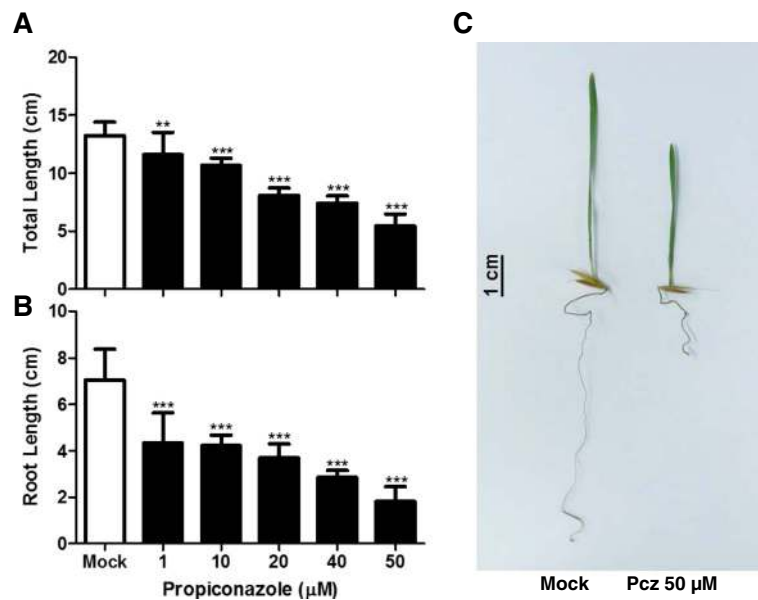 A
20
15
10
5
0
Total Length (cm)
**
***
***
***
***
B
10
8
6
4
2
0
Root Length (cm)
***
***
***
***
***
Mock 1 10 20 40 50
Propiconazole (µM)
C
1 cm
Mock Pcz 50 µM